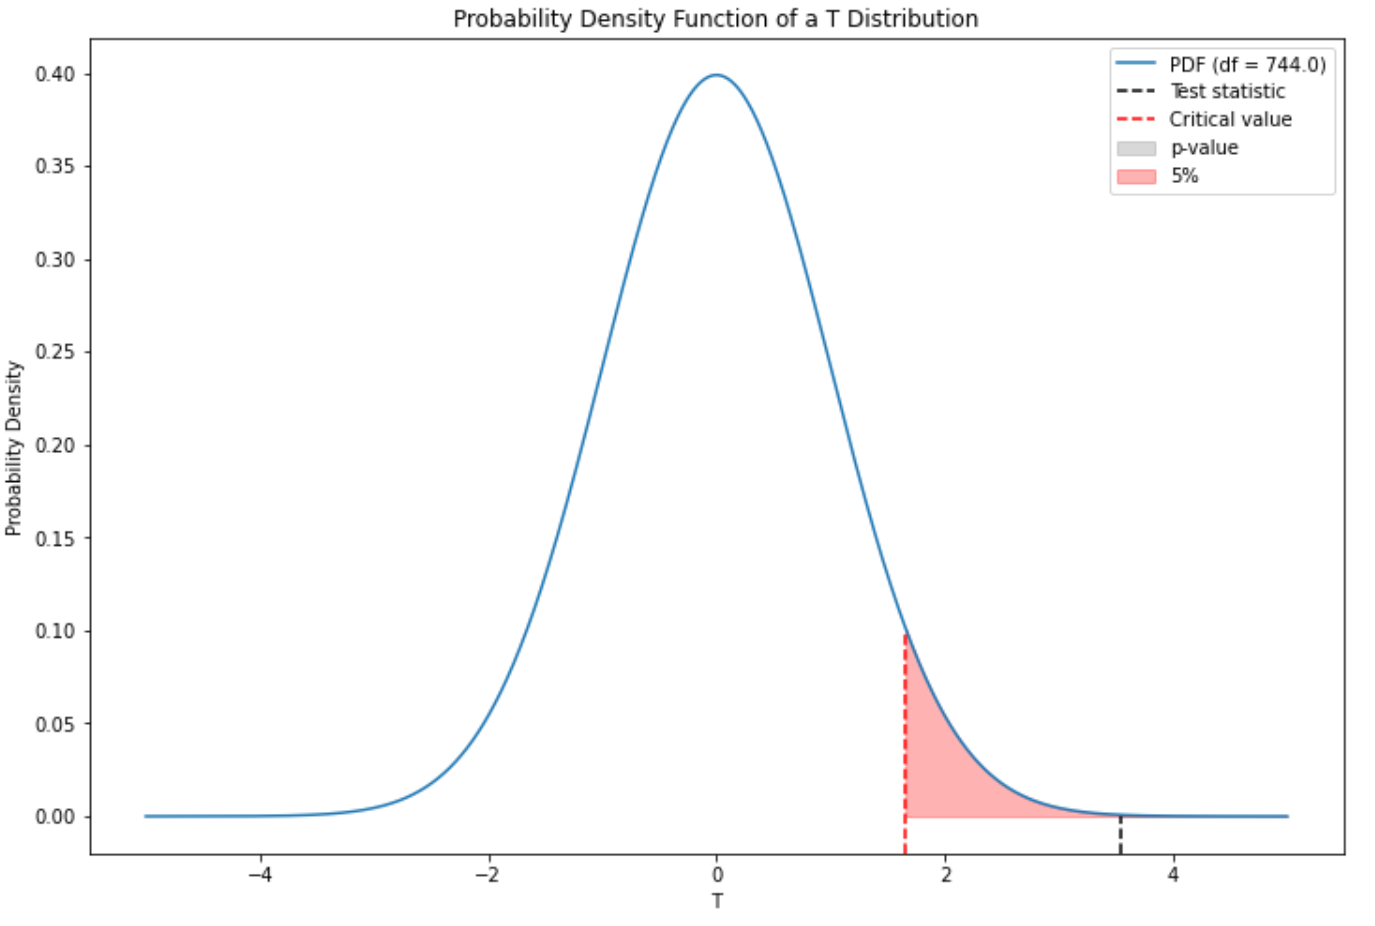 Probability Density Function of a T Distribution
PDF (df = 744.0)
Test statistic
Critical value
p-value
5%
Probability Density
0.40
0.35
0.30
0.25
0.20
0.15
0.10
0.05
0.00
−4
−2
0
2
4
T